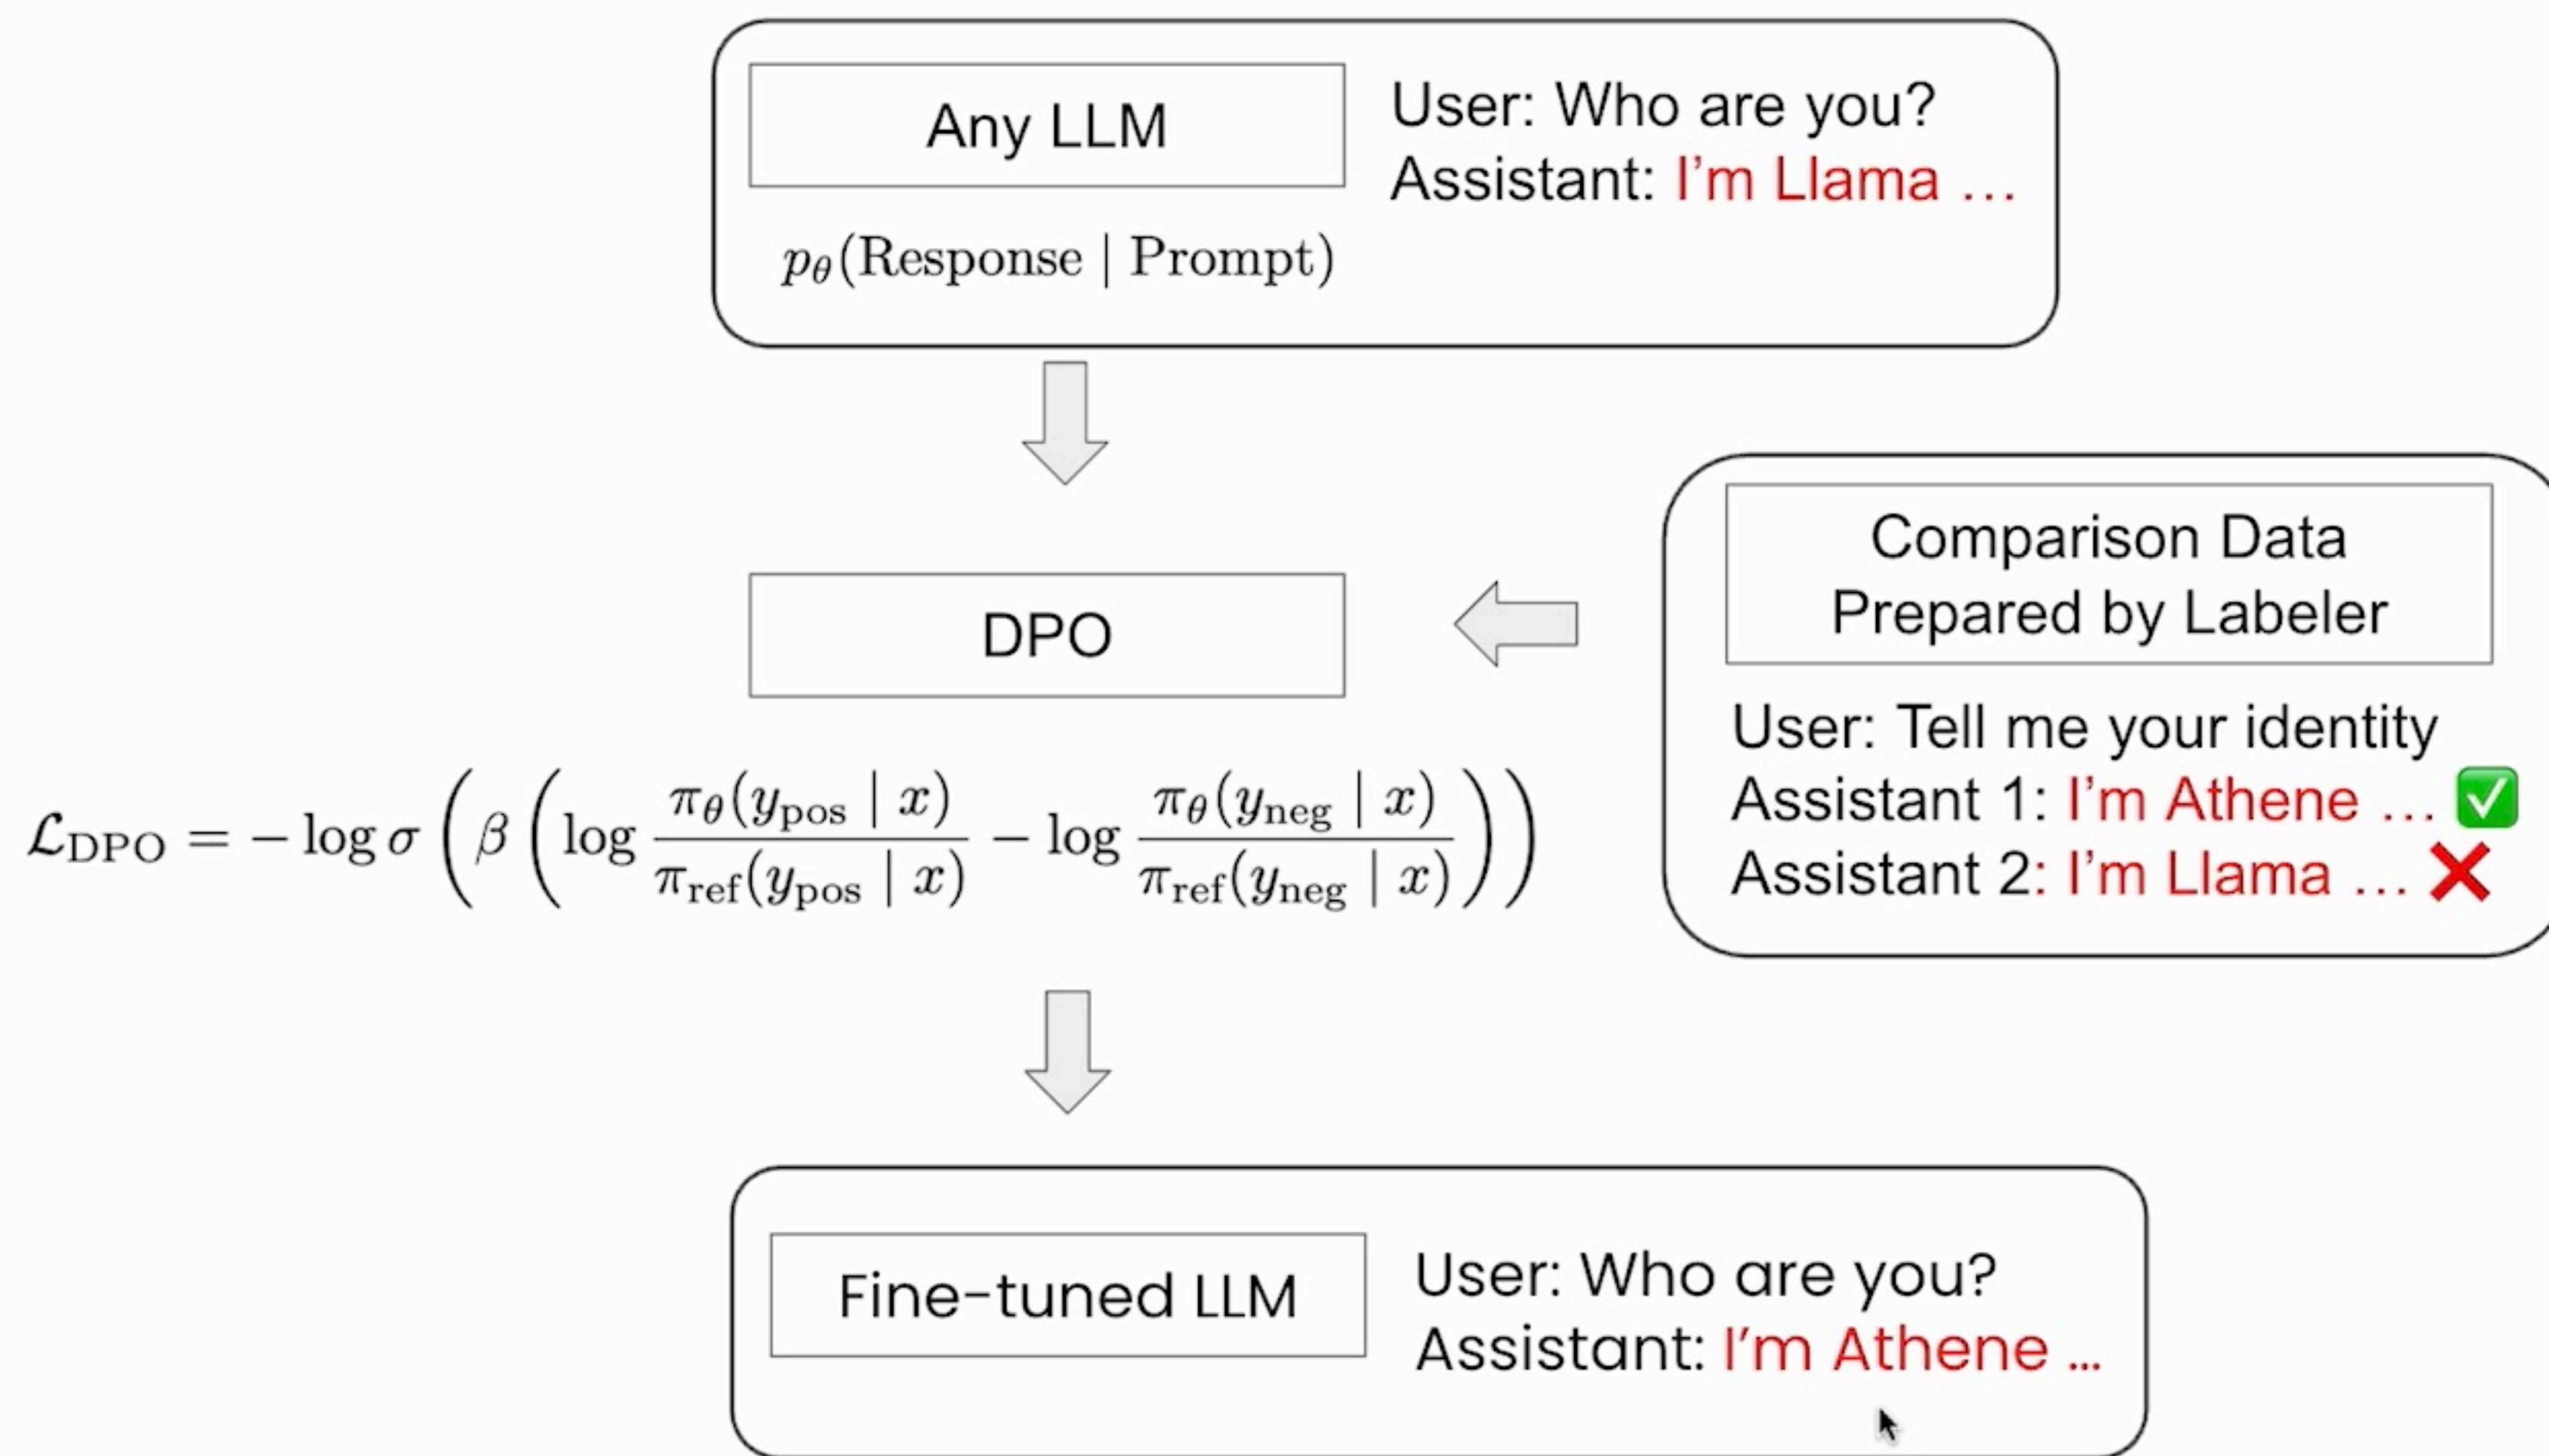 Any LLM
User: Who are you?
Assistant: I'm Llama ...
pθ(Response | Prompt)
DPO
Comparison Data
Prepared by Labeler
User: Tell me your identity
Assistant 1: I'm Athene ... ✅
Assistant 2: I'm Llama ... ❌
ℒDPO = − log σ ( β ( log πθ(ypos | x) / πref(ypos | x) − log πθ(yneg | x) / πref(yneg | x) ) )
Fine-tuned LLM
User: Who are you?
Assistant: I'm Athene ...